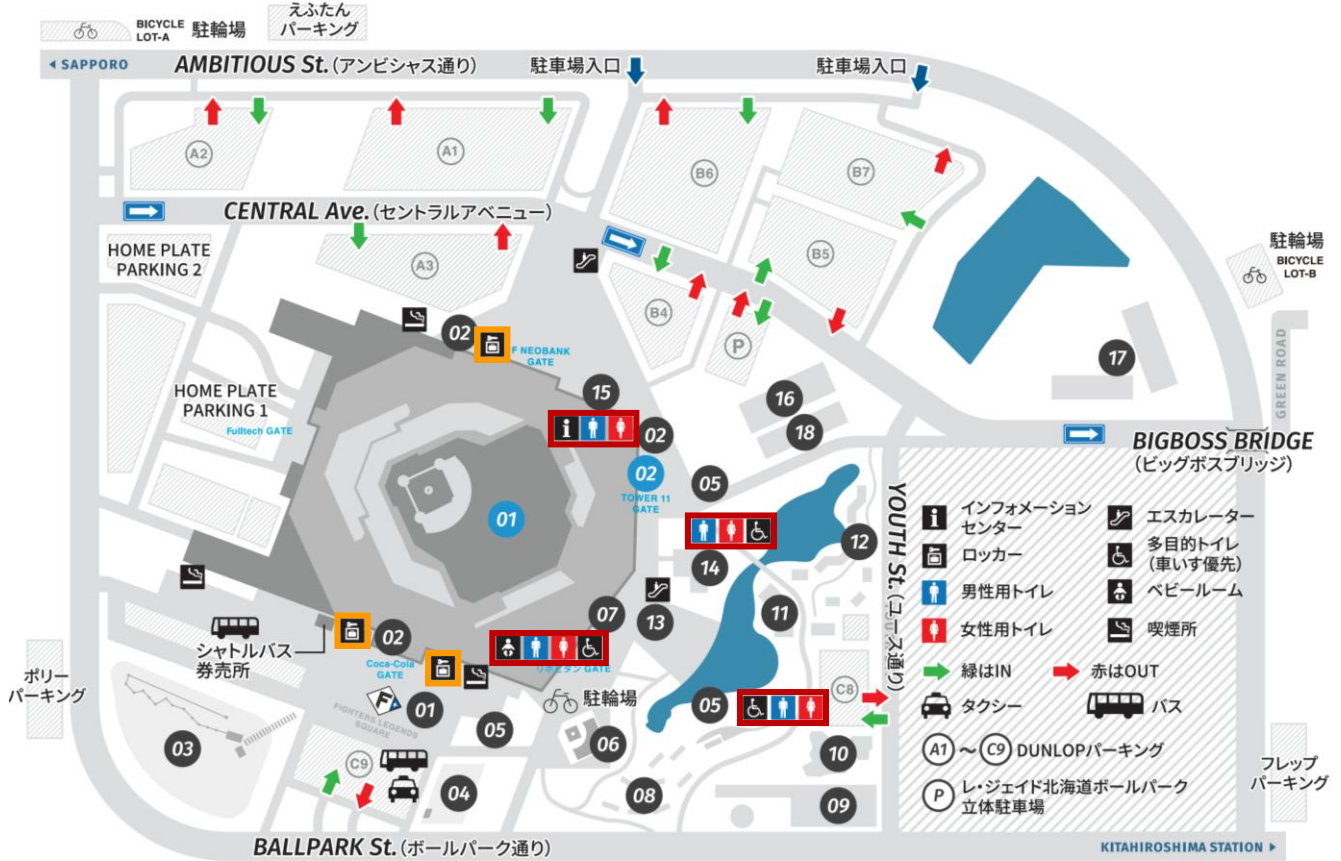 BICYCLE
LOT-A
駐輪場
えふたん
パーキング
◀ SAPPORO
AMBITIOUS St.(アンビシャス通り)
駐車場入口
駐車場入口
A2
A1
B6
B7
CENTRAL Ave.(セントラルアベニュー)
HOME PLATE
PARKING 2
A3
B5
B4
P
駐輪場
BICYCLE
LOT-B
GREEN ROAD
02
F NEOBANK
GATE
17
HOME PLATE
PARKING 1
Fulltech GATE
15
16
18
02
02
TOWER 11
GATE
05
BIGBOSS BRIDGE
(ビッグボスブリッジ)
01
YOUTH St.(ユース通り)
12
14
11
07
13
シャトルバス
券売所
02
Coca-Cola
GATE
リポビタン GATE
駐輪場
ポリー
パーキング
F
01
FIGHTERS LEGENDS
SQUARE
05
06
05
C8
03
C9
04
08
10
09
i
インフォメーション
センター
エスカレーター
ロッカー
多目的トイレ
(車いす優先)
男性用トイレ
ベビールーム
女性用トイレ
喫煙所
緑はIN
赤はOUT
タクシー
バス
A1 〜 C9 DUNLOPパーキング
P レ・ジェイド北海道ボールパーク
立体駐車場
フレップ
パーキング
BALLPARK St.(ボールパーク通り)
KITAHIROSHIMA STATION ▶